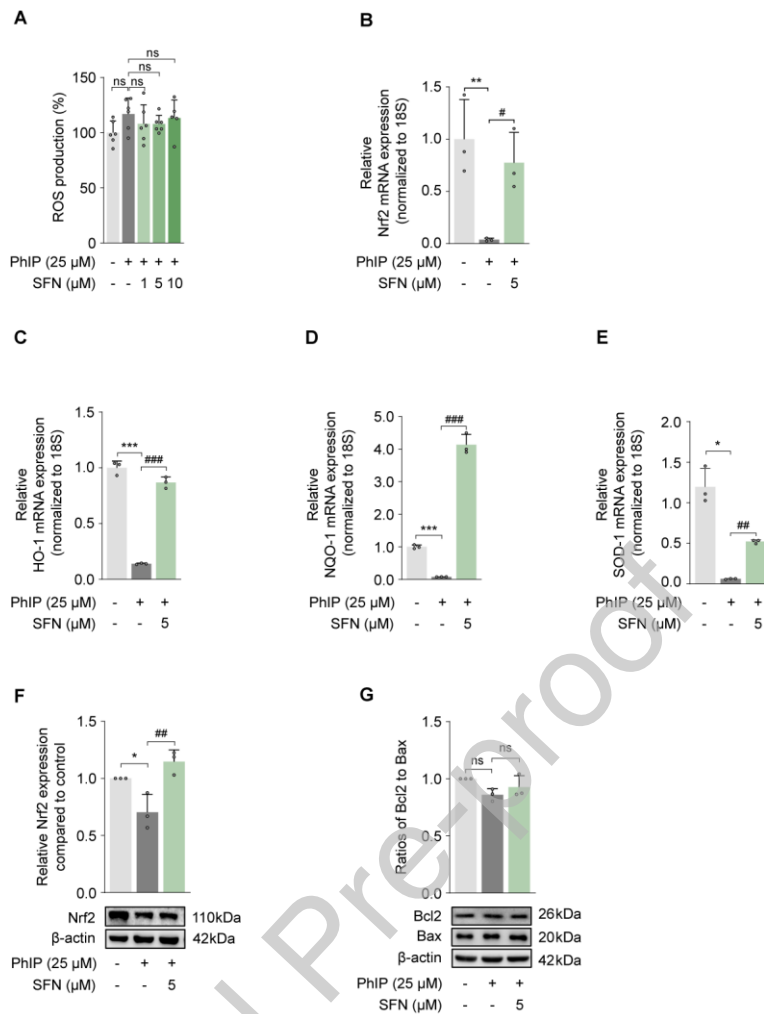 A
ROS production (%)
150
100
50
0
ns
ns
ns ns
PhIP (25 µM) - + + + +
SFN (µM) - - 1 5 10
B
Relative
Nrf2 mRNA expression
(normalized to 18S)
1.5
1.0
0.5
0.0
** #
PhIP (25 µM) - + +
SFN (µM) - - 5
C
Relative
HO-1 mRNA expression
(normalized to 18S)
1.5
1.0
0.5
0.0
*** ###
PhIP (25 µM) - + +
SFN (µM) - - 5
D
Relative
NQO-1 mRNA expression
(normalized to 18S)
5.0
4.0
3.0
2.0
1.0
0.0
*** ###
PhIP (25 µM) - + +
SFN (µM) - - 5
E
Relative
SOD-1 mRNA expression
(normalized to 18S)
2.0
1.5
1.0
0.5
0.0
* ##
PhIP (25 µM) - + +
SFN (µM) - - 5
F
Relative Nrf2 expression
compared to control
1.5
1.0
0.5
0.0
* ##
Nrf2 110kDa
β-actin 42kDa
PhIP (25 µM) - + +
SFN (µM) - - 5
G
Ratios of Bcl2 to Bax
1.5
1.0
0.5
0.0
ns ns
Bcl2 26kDa
Bax 20kDa
β-actin 42kDa
PhIP (25 µM) - + +
SFN (µM) - - 5
l Pre-proof